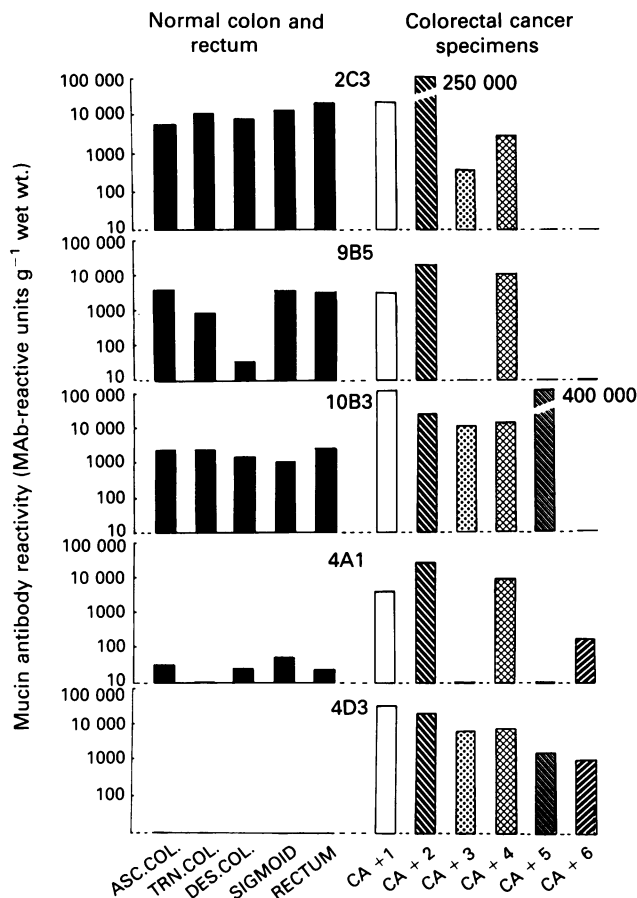 Normal colon and
rectum
Colorectal cancer
specimens
Mucin antibody reactivity (MAb-reactive units g⁻¹ wet wt.)
2C3
250 000
100 000
10 000
1000
100
10
9B5
100 000
10 000
1000
100
10
10B3
400 000
100 000
10 000
1000
100
10
4A1
100 000
10 000
1000
100
10
4D3
100 000
10 000
1000
100
ASC.COL.
TRN.COL.
DES.COL.
SIGMOID
RECTUM
CA +1
CA + 2
CA + 3
CA + 4
CA + 5
CA + 6